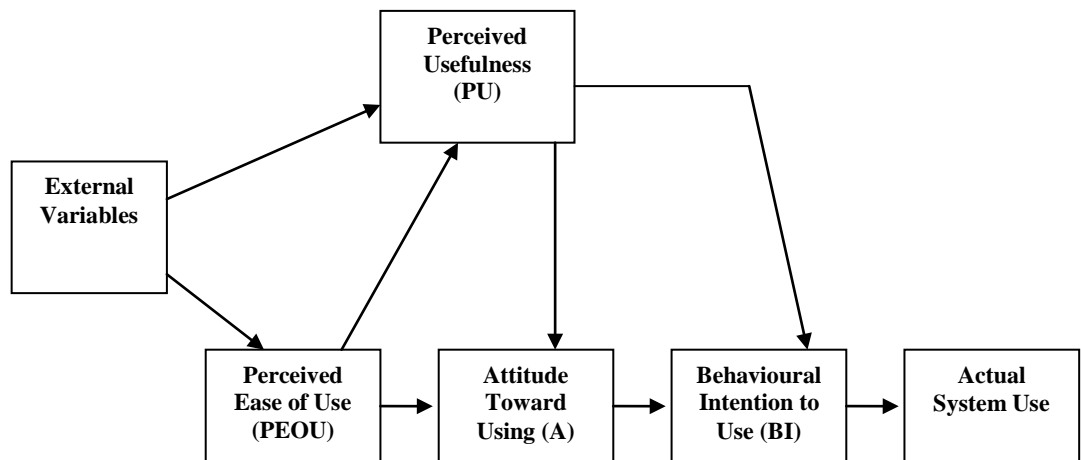 Perceived
Usefulness
(PU)
External
Variables
Perceived
Ease of Use
(PEOU)
Attitude
Toward
Using (A)
Behavioural
Intention to
Use (BI)
Actual
System Use